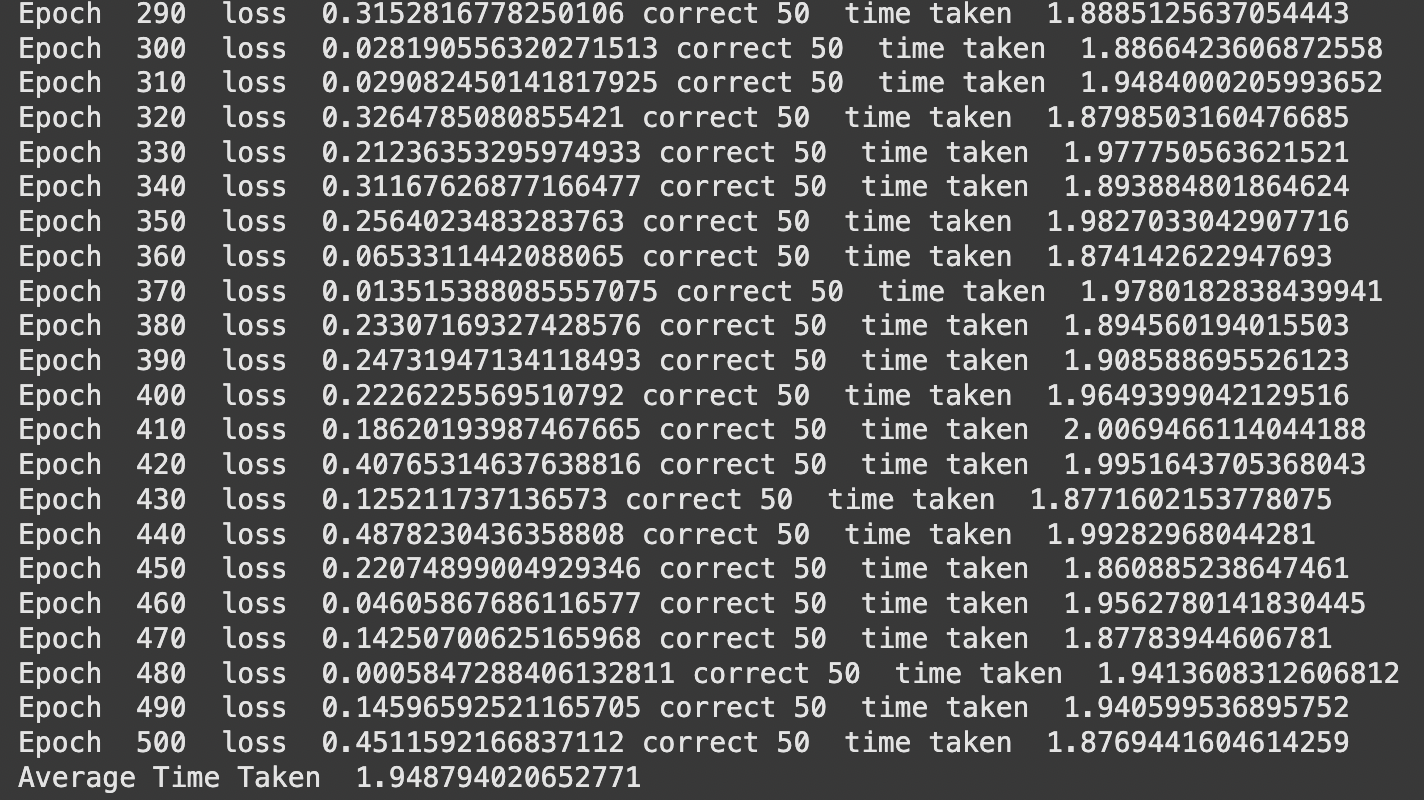 Epoch  290  loss  0.3152816778250106 correct 50  time taken  1.8885125637054443
Epoch  300  loss  0.028190556320271513 correct 50  time taken  1.8866423606872558
Epoch  310  loss  0.029082450141817925 correct 50  time taken  1.9484000205993652
Epoch  320  loss  0.3264785080855421 correct 50  time taken  1.8798503160476685
Epoch  330  loss  0.21236353295974933 correct 50  time taken  1.977750563621521
Epoch  340  loss  0.31167626877166477 correct 50  time taken  1.893884801864624
Epoch  350  loss  0.2564023483283763 correct 50  time taken  1.9827033042907716
Epoch  360  loss  0.0653311442088065 correct 50  time taken  1.874142622947693
Epoch  370  loss  0.013515388085557075 correct 50  time taken  1.9780182838439941
Epoch  380  loss  0.23307169327428576 correct 50  time taken  1.894560194015503
Epoch  390  loss  0.24731947134118493 correct 50  time taken  1.908588695526123
Epoch  400  loss  0.2226225569510792 correct 50  time taken  1.9649399042129516
Epoch  410  loss  0.18620193987467665 correct 50  time taken  2.0069466114044188
Epoch  420  loss  0.40765314637638816 correct 50  time taken  1.9951643705368043
Epoch  430  loss  0.125211737136573 correct 50  time taken  1.8771602153778075
Epoch  440  loss  0.4878230436358808 correct 50  time taken  1.99282968044281
Epoch  450  loss  0.22074899004929346 correct 50  time taken  1.860885238647461
Epoch  460  loss  0.04605867686116577 correct 50  time taken  1.9562780141830445
Epoch  470  loss  0.14250700625165968 correct 50  time taken  1.87783944606781
Epoch  480  loss  0.0005847288406132811 correct 50  time taken  1.9413608312606812
Epoch  490  loss  0.14596592521165705 correct 50  time taken  1.940599536895752
Epoch  500  loss  0.4511592166837112 correct 50  time taken  1.8769441604614259
Average Time Taken  1.948794020652771